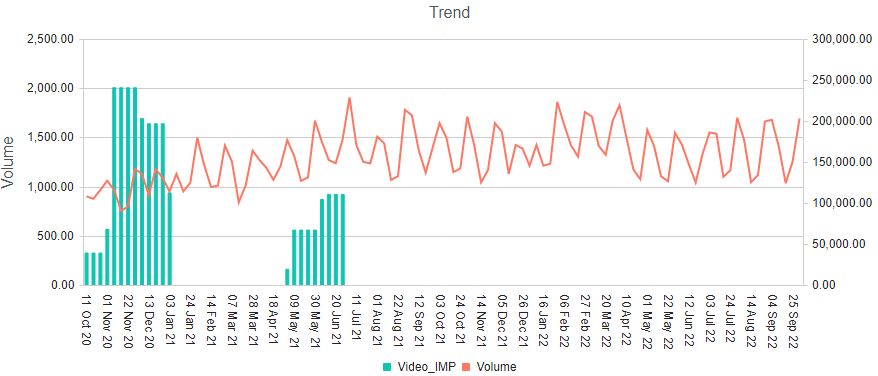 Trend
Volume
2,500.00
2,000.00
1,500.00
1,000.00
500.00
0.00
300,000.00
250,000.00
200,000.00
150,000.00
100,000.00
50,000.00
0.00
11 Oct 20
01 Nov 20
22 Nov 20
13 Dec 20
03 Jan 21
24 Jan 21
14 Feb 21
07 Mar 21
28 Mar 21
18 Apr 21
09 May 21
30 May 21
20 Jun 21
11 Jul 21
01 Aug 21
22 Aug 21
12 Sep 21
03 Oct 21
24 Oct 21
14 Nov 21
05 Dec 21
26 Dec 21
16 Jan 22
06 Feb 22
27 Feb 22
20 Mar 22
10 Apr 22
01 May 22
22 May 22
12 Jun 22
03 Jul 22
24 Jul 22
14 Aug 22
04 Sep 22
25 Sep 22
Video_IMP Volume